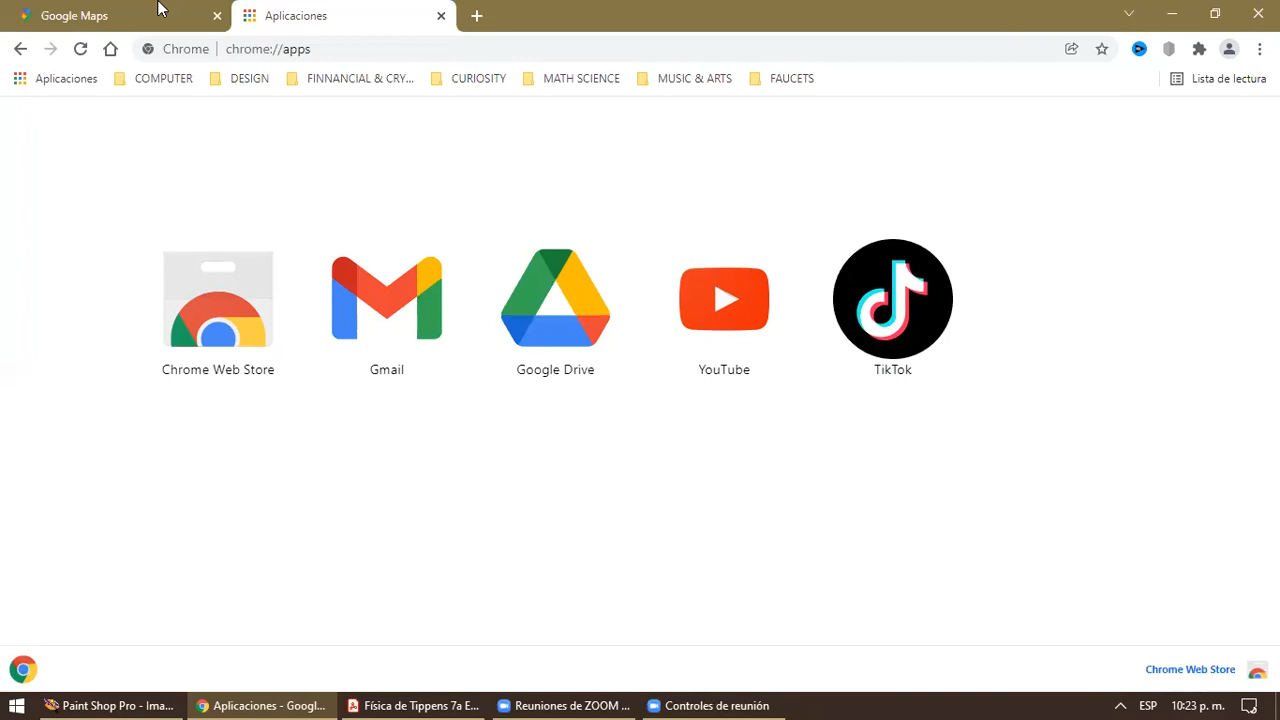 Google Maps
Aplicaciones
Chrome
chrome://apps
Aplicaciones
COMPUTER
DESIGN
FINNANCIAL & CRY...
CURIOSITY
MATH SCIENCE
MUSIC & ARTS
FAUCETS
Lista de lectura
Chrome Web Store
Gmail
Google Drive
YouTube
TikTok
Chrome Web Store
Paint Shop Pro - Ima...
Aplicaciones - Googl...
Física de Tippens 7a E...
Reuniones de ZOOM ...
Controles de reunión
ESP
10:23 p. m.